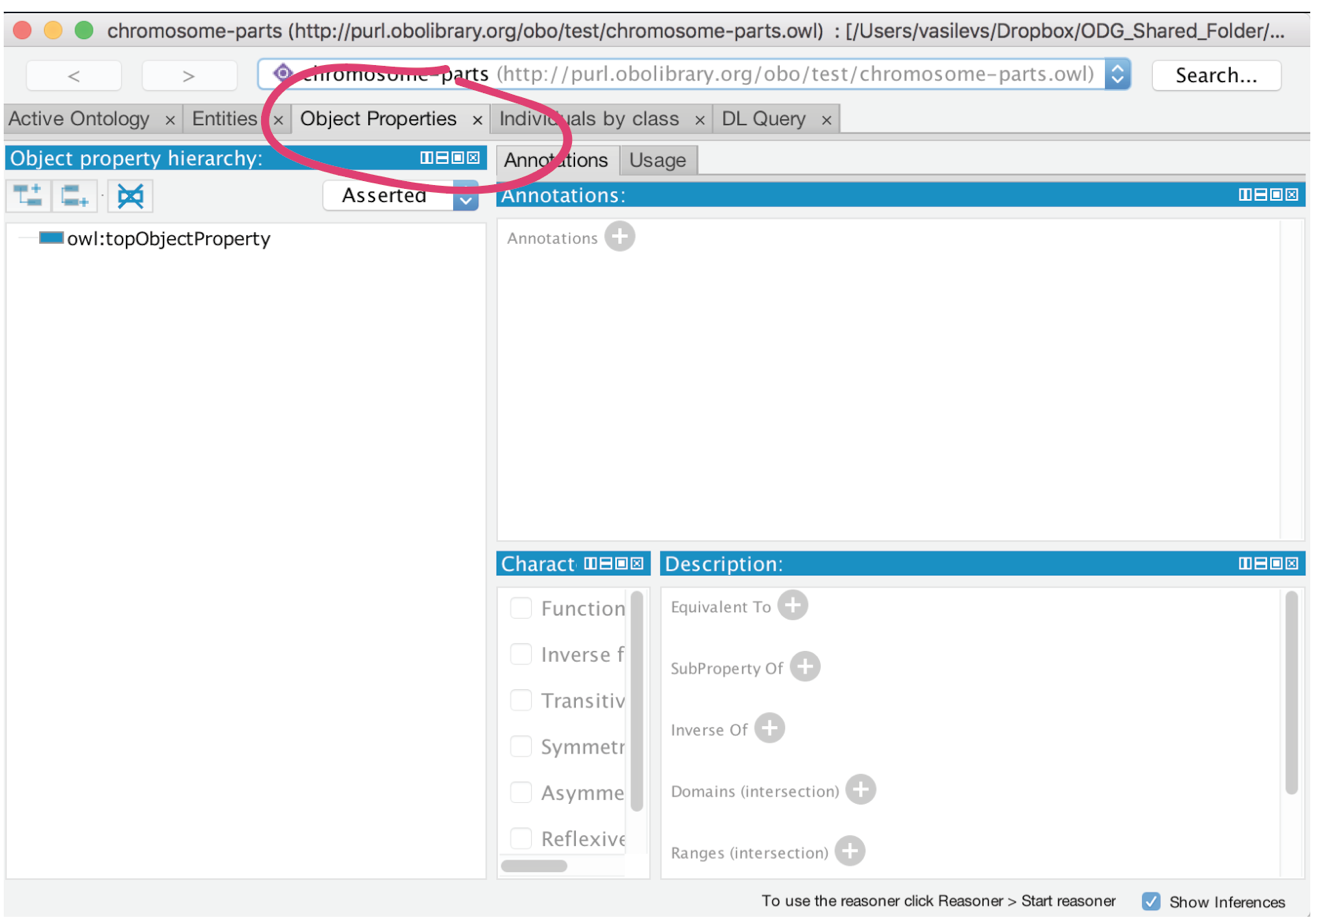 chromosome-parts (http://purl.obolibrary.org/obo/test/chromosome-parts.owl) : [/Users/vasilevs/Dropbox/ODG_Shared_Folder/...
< > chromosome-parts (http://purl.obolibrary.org/obo/test/chromosome-parts.owl) Search...
Active Ontology × Entities × Object Properties × Individuals by class × DL Query ×
Object property hierarchy:
Asserted
owl:topObjectProperty
Annotations Usage
Annotations:
Annotations
Charact
Function
Inverse f
Transitiv
Symmetr
Asymme
Reflexive
Description:
Equivalent To
SubProperty Of
Inverse Of
Domains (intersection)
Ranges (intersection)
To use the reasoner click Reasoner > Start reasoner Show Inferences